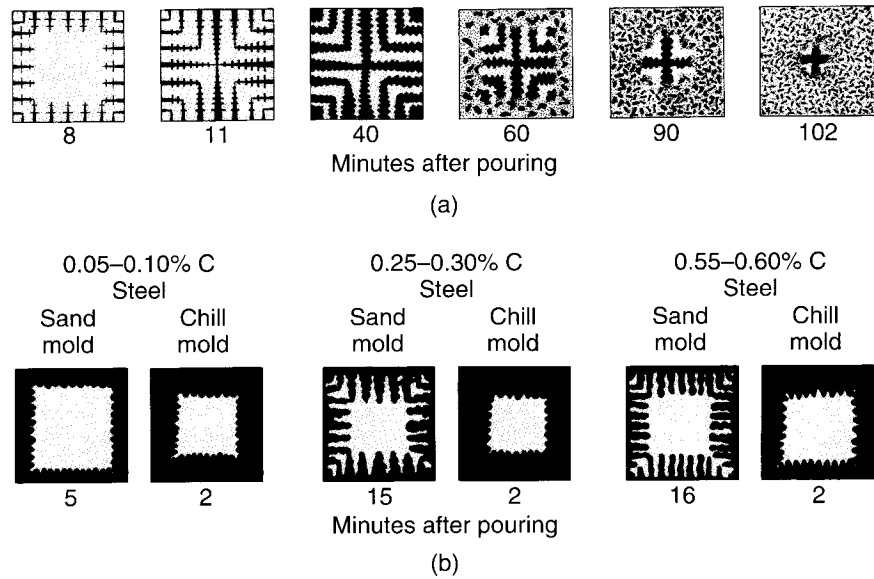 8 11 40 60 90 102
Minutes after pouring
(a)
0.05–0.10% C 0.25–0.30% C 0.55–0.60% C
Steel Steel Steel
Sand Chill Sand Chill Sand Chill
mold mold mold mold mold mold
5 2 15 2 16 2
Minutes after pouring
(b)